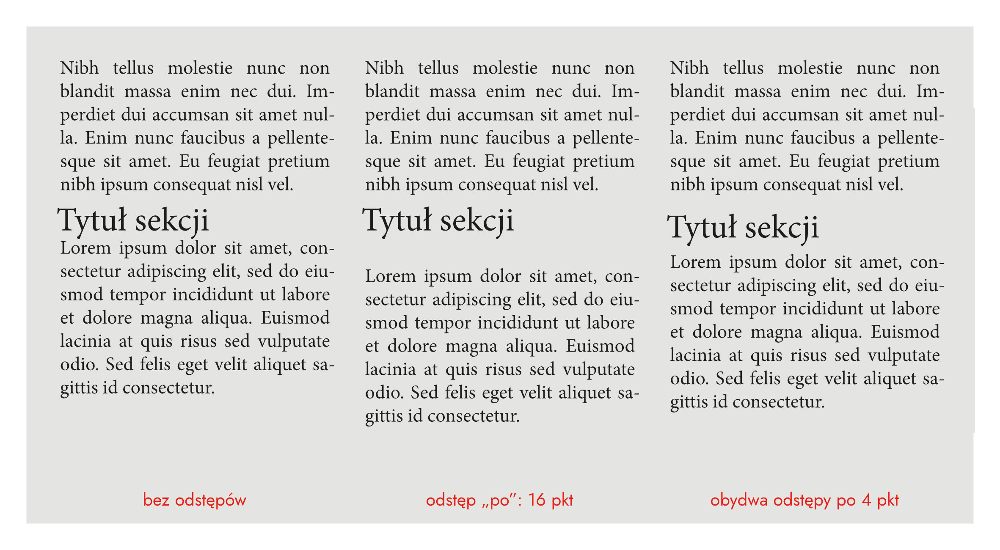 Nibh tellus molestie nunc non
blandit massa enim nec dui. Im-
perdiet dui accumsan sit amet nul-
la. Enim nunc faucibus a pellente-
sque sit amet. Eu feugiat pretium
nibh ipsum consequat nisl vel.
Tytuł sekcji
Lorem ipsum dolor sit amet, con-
sectetur adipiscing elit, sed do eiu-
smod tempor incididunt ut labore
et dolore magna aliqua. Euismod
lacinia at quis risus sed vulputate
odio. Sed felis eget velit aliquet sa-
gittis id consectetur.
bez odstępów
Nibh tellus molestie nunc non
blandit massa enim nec dui. Im-
perdiet dui accumsan sit amet nul-
la. Enim nunc faucibus a pellente-
sque sit amet. Eu feugiat pretium
nibh ipsum consequat nisl vel.
Tytuł sekcji
Lorem ipsum dolor sit amet, con-
sectetur adipiscing elit, sed do eiu-
smod tempor incididunt ut labore
et dolore magna aliqua. Euismod
lacinia at quis risus sed vulputate
odio. Sed felis eget velit aliquet sa-
gittis id consectetur.
odstęp „po”: 16 pkt
Nibh tellus molestie nunc non
blandit massa enim nec dui. Im-
perdiet dui accumsan sit amet nul-
la. Enim nunc faucibus a pellente-
sque sit amet. Eu feugiat pretium
nibh ipsum consequat nisl vel.
Tytuł sekcji
Lorem ipsum dolor sit amet, con-
sectetur adipiscing elit, sed do eiu-
smod tempor incididunt ut labore
et dolore magna aliqua. Euismod
lacinia at quis risus sed vulputate
odio. Sed felis eget velit aliquet sa-
gittis id consectetur.
obydwa odstępy po 4 pkt